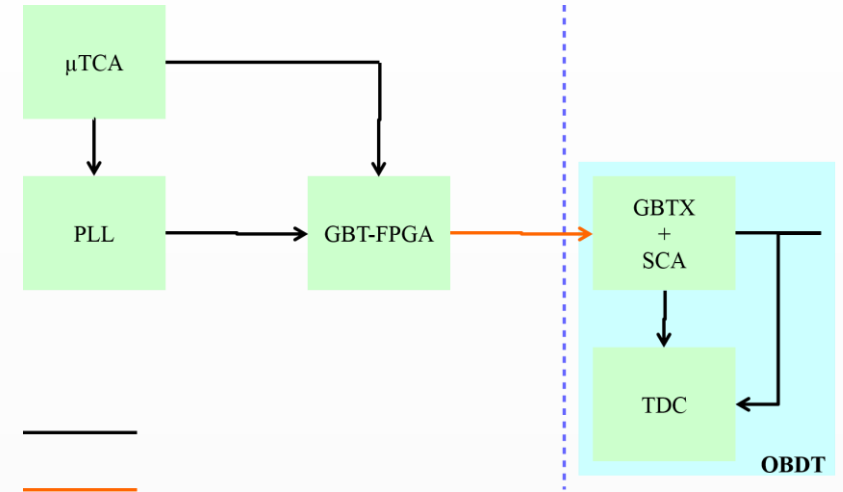 μTCA
PLL
GBT-FPGA
GBTX
+
SCA
TDC
OBDT